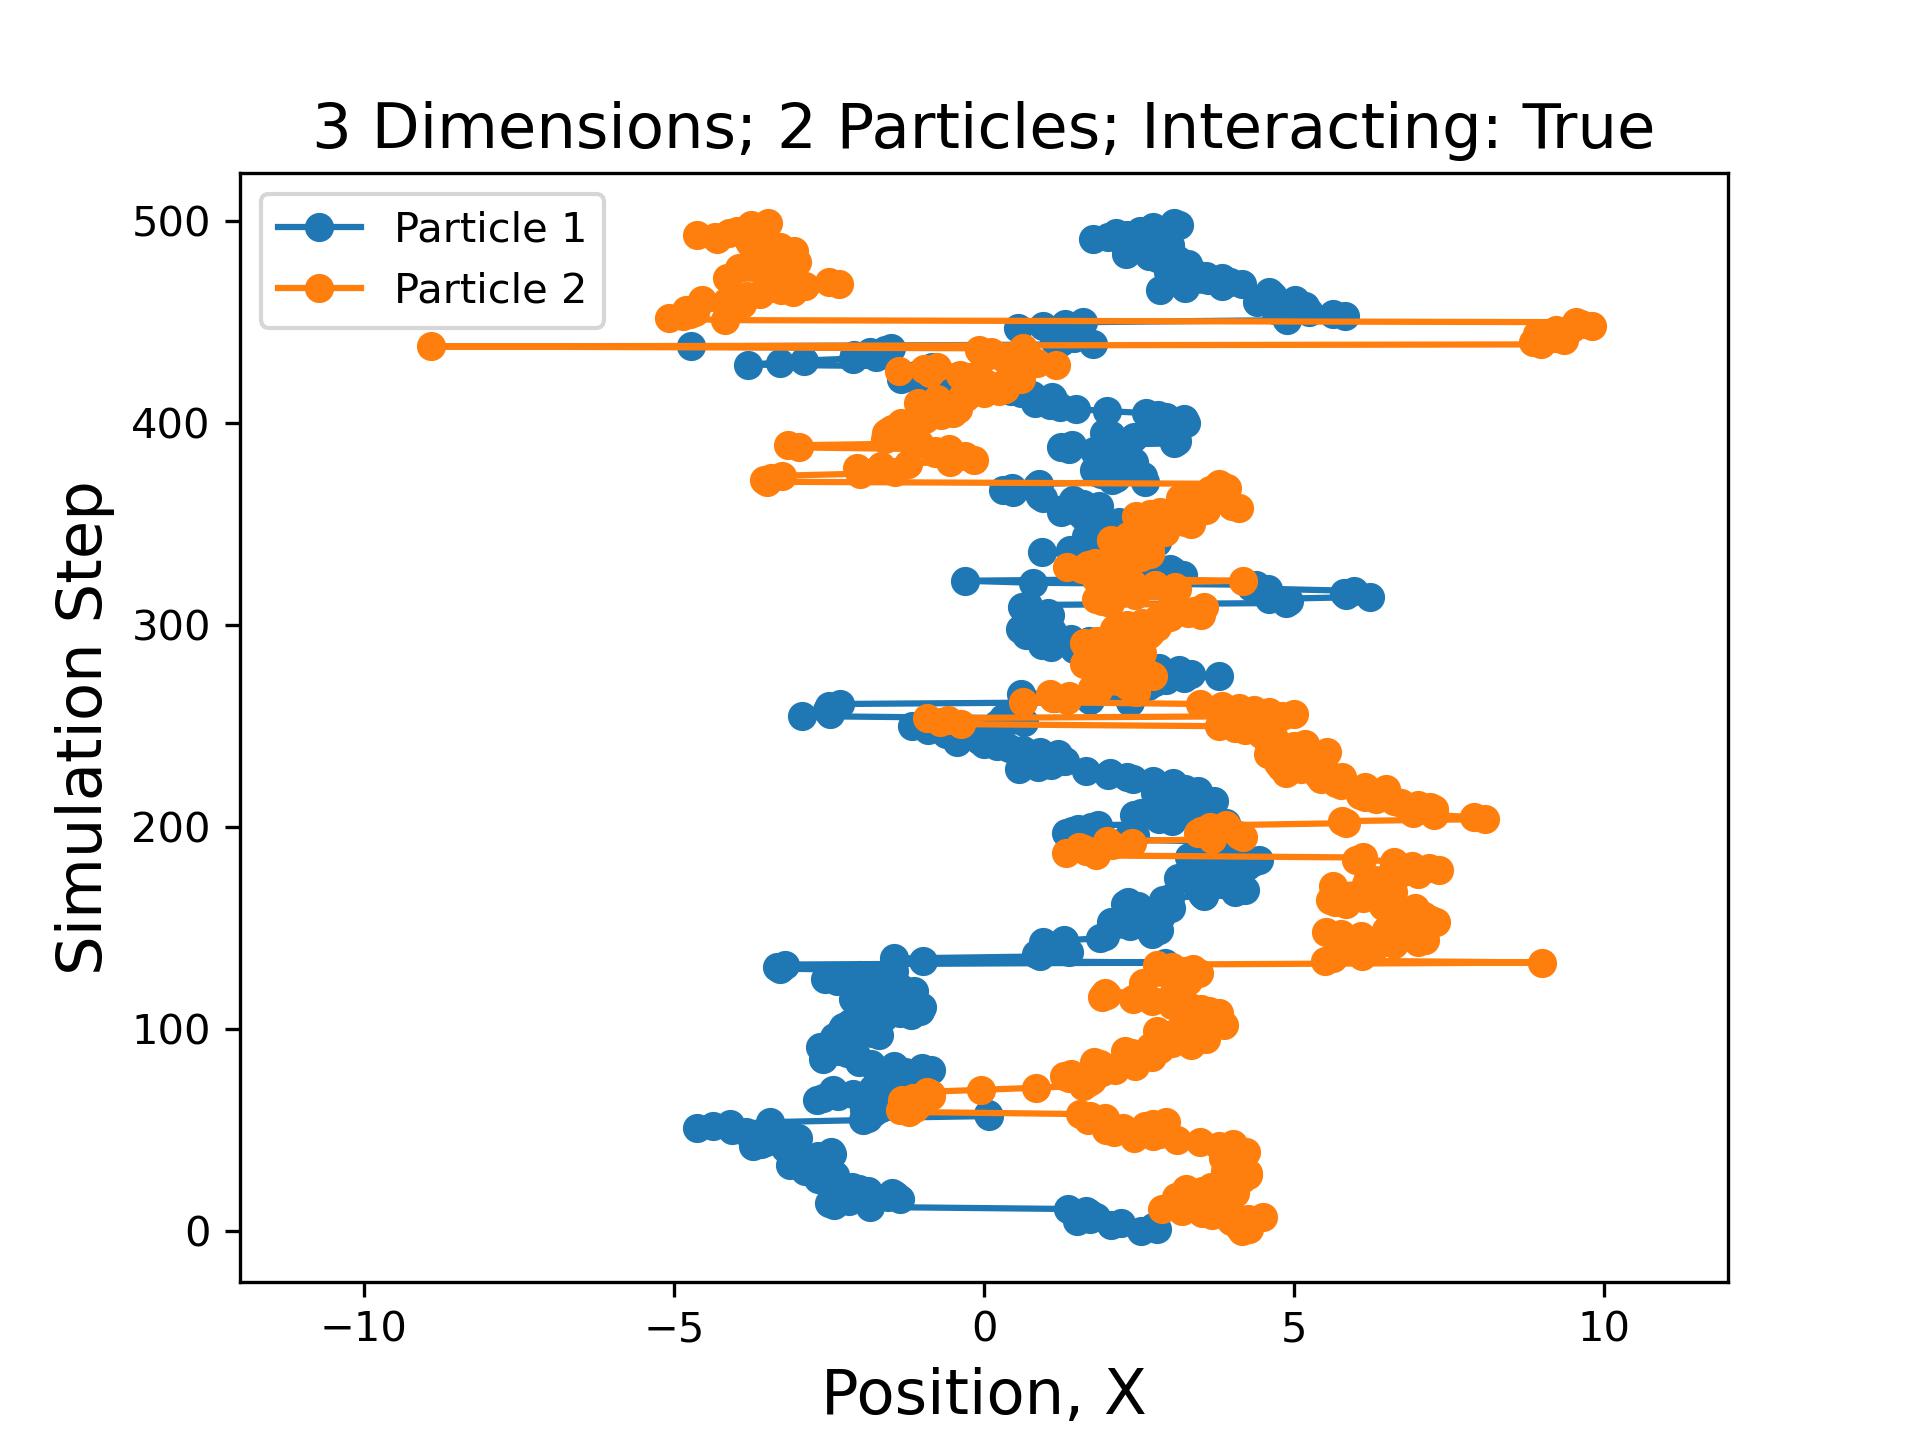 3 Dimensions; 2 Particles; Interacting: True
Particle 1
Particle 2
Simulation Step
500
400
300
200
100
0
−10
−5
0
5
10
Position, X